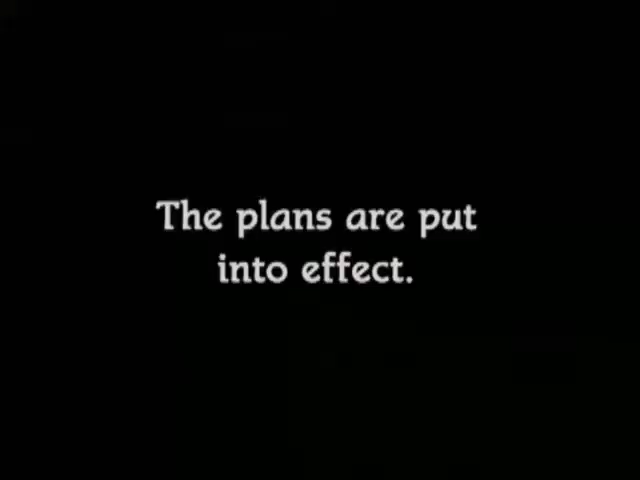 The plans are put
into effect.